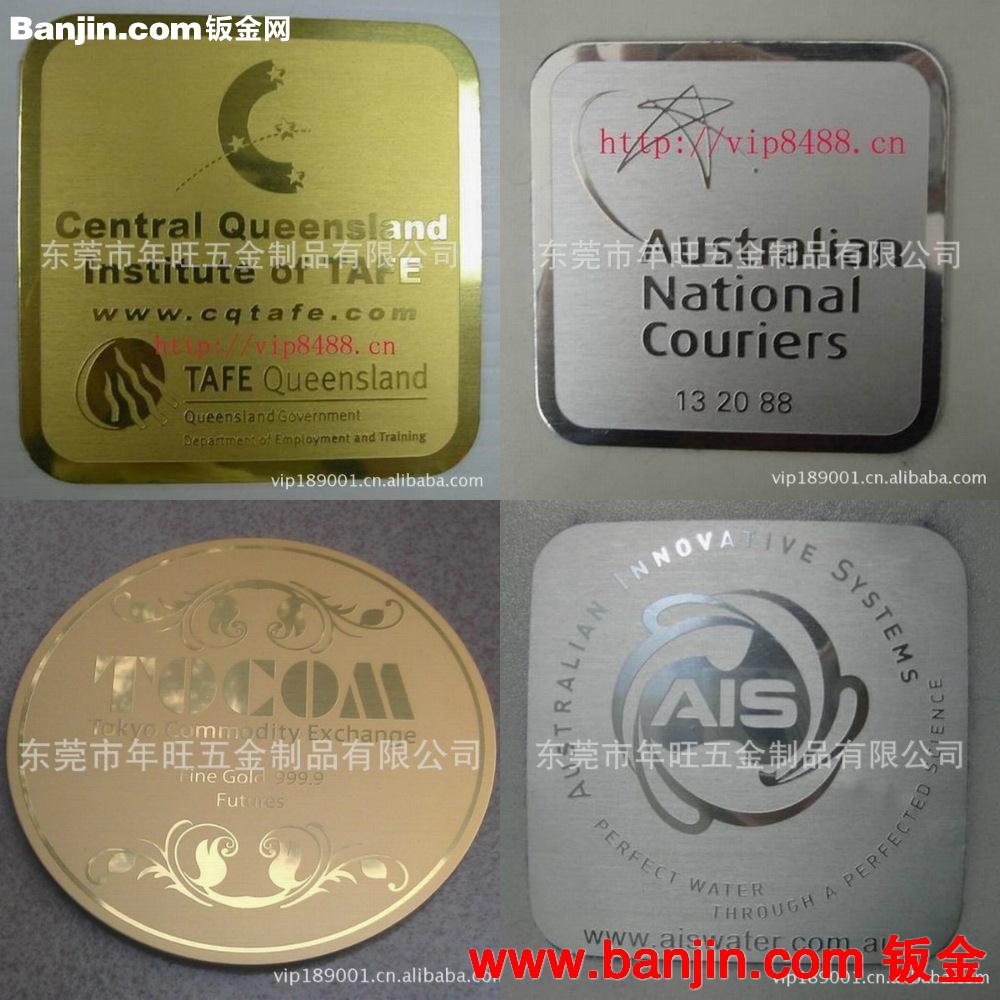 Banjin.com钣金网
Central Queensland
Institute of TAFE
东莞市年旺五金制品有限公司
www.cqtafe.com
http://vip8488.cn
TAFE Queensland
Queensland Government
Department of Employment and Training
vip189001.cn.alibaba.com
http://vip8488.cn
Australian
东莞市年旺五金制品有限公司
National
Couriers
13 20 88
vip189001.cn.alibaba.com
TOCOM
Tokyo Commodity Exchange
东莞市年旺五金制品有限公司
Fine Gold 999.9
Futures
vip189001.cn.alibaba.com
AUSTRALIAN INNOVATIVE SYSTEMS
AIS
东莞市年旺五金制品有限公司
PERFECT WATER
THROUGH A PERFECTED SCIENCE
www.aiswater.com.au
www.banjin.com 钣金
vip189001.cn.alibaba.com